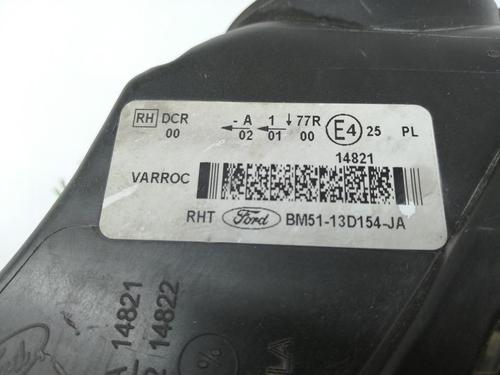 RH DCR -A 1 ↓77R E4 25 PL
00 02 01 00
14821
VARROC
RHT Ford BM51-13D154-JA
14821
14822
%